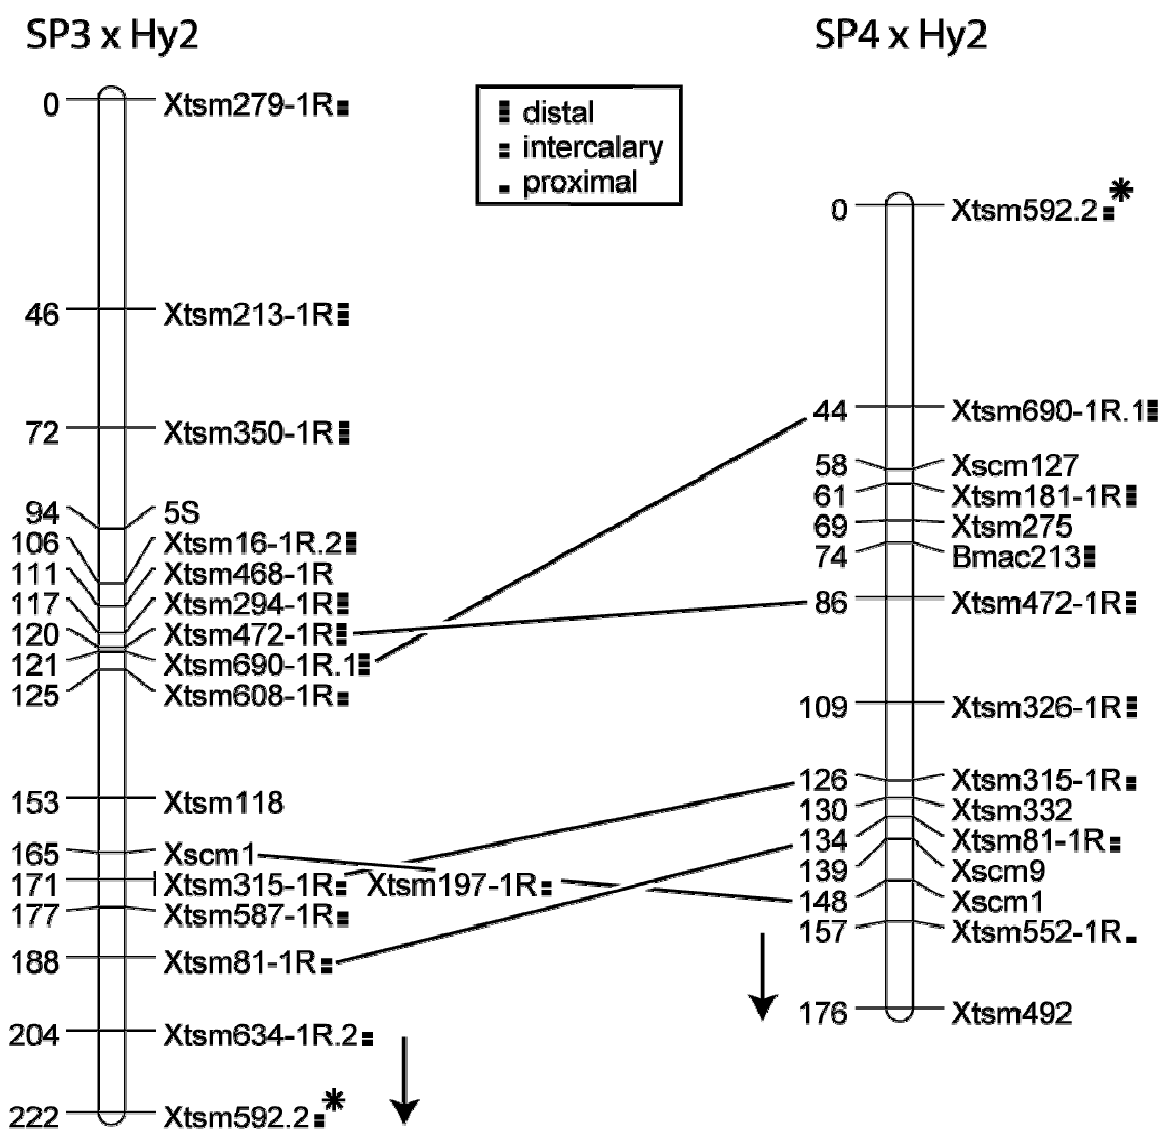 SP3 x Hy2
SP4 x Hy2
distal
intercalary
proximal
0 Xtsm279-1R
46 Xtsm213-1R
72 Xtsm350-1R
94 5S
106 Xtsm16-1R.2
111 Xtsm468-1R
117 Xtsm294-1R
120 Xtsm472-1R
121 Xtsm690-1R.1
125 Xtsm608-1R
153 Xtsm118
165 Xscm1
171 Xtsm315-1R Xtsm197-1R
177 Xtsm587-1R
188 Xtsm81-1R
204 Xtsm634-1R.2
222 Xtsm592.2 *
0 Xtsm592.2 *
44 Xtsm690-1R.1
58 Xscm127
61 Xtsm181-1R
69 Xtsm275
74 Bmac213
86 Xtsm472-1R
109 Xtsm326-1R
126 Xtsm315-1R
130 Xtsm332
134 Xtsm81-1R
139 Xscm9
148 Xscm1
157 Xtsm552-1R
176 Xtsm492